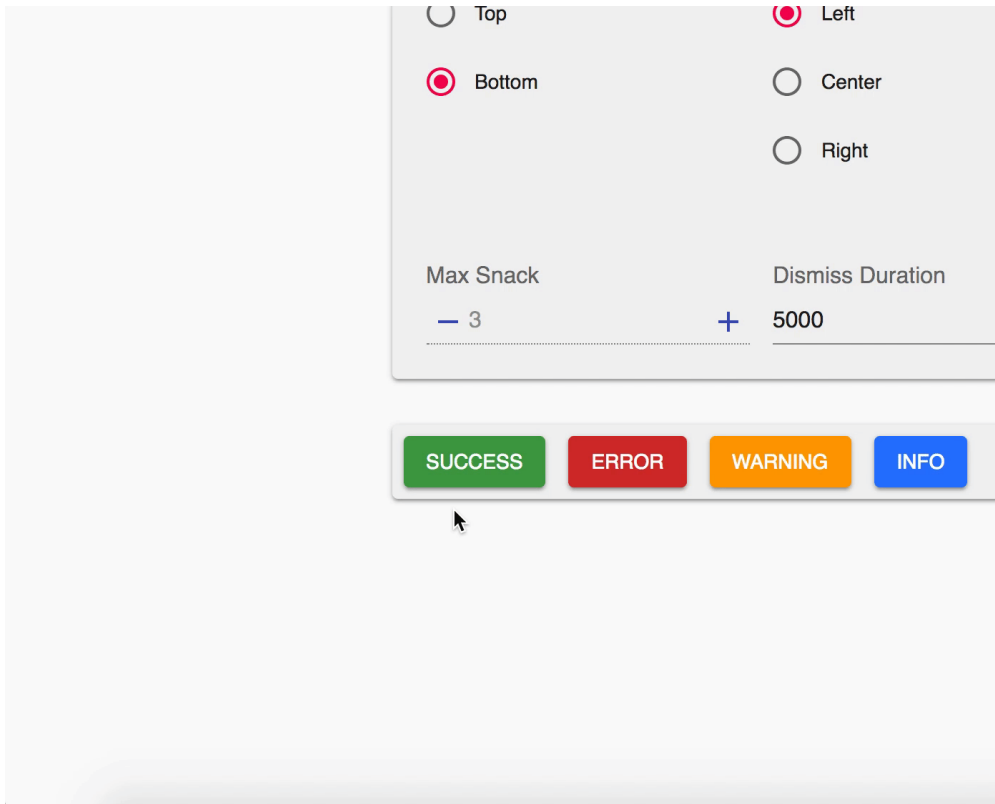 Top
Left
Bottom
Center
Right
Max Snack
Dismiss Duration
3
5000
SUCCESS
ERROR
WARNING
INFO